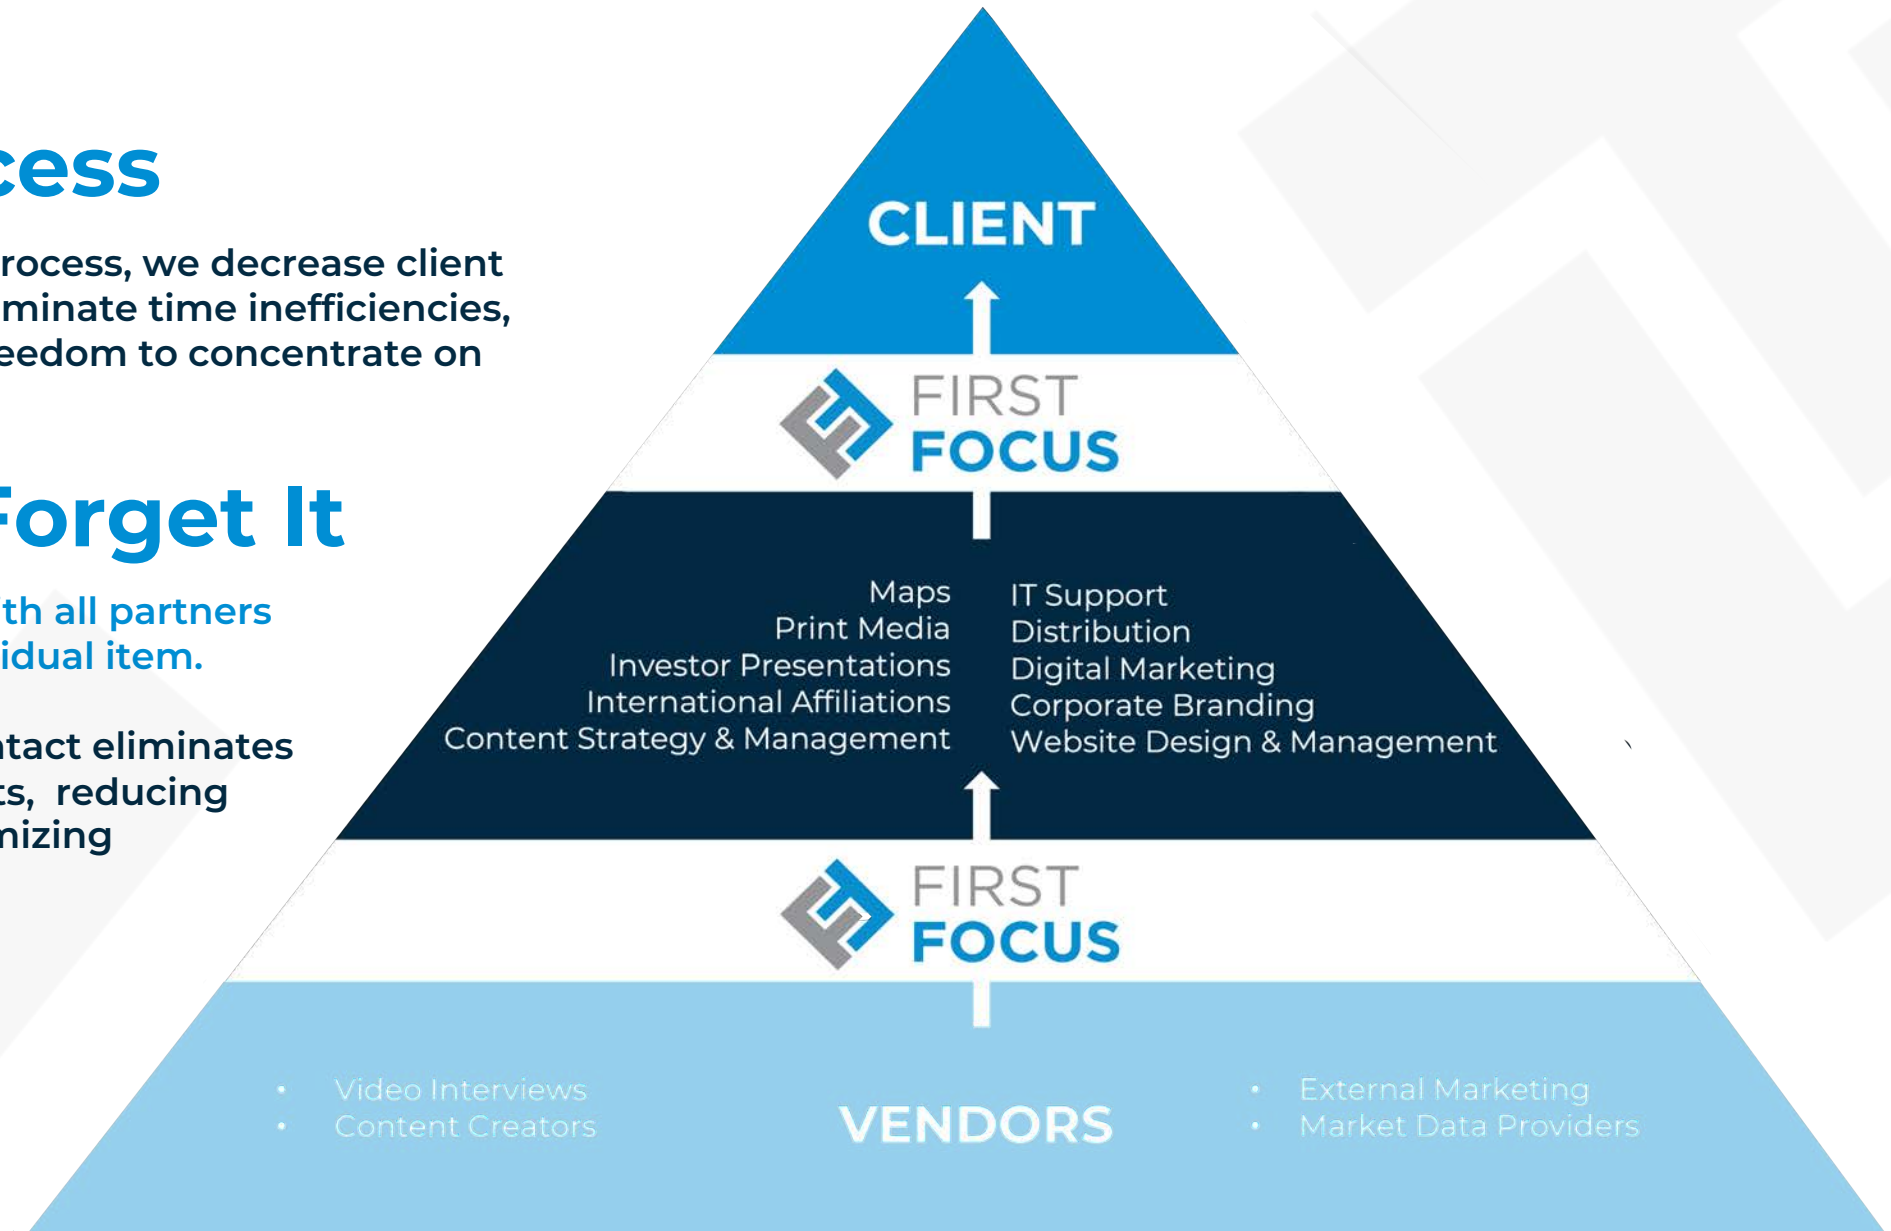 cess
rocess, we decrease client
minate time inefficiencies,
eedom to concentrate on
Forget It
th all partners
idual item.
ntact eliminates
ts, reducing
mizing
CLIENT
FIRST
FOCUS
Maps
Print Media
Investor Presentations
International Affiliations
Content Strategy & Management
IT Support
Distribution
Digital Marketing
Corporate Branding
Website Design & Management
FIRST
FOCUS
• Video Interviews
• Content Creators
VENDORS
• External Marketing
• Market Data Providers